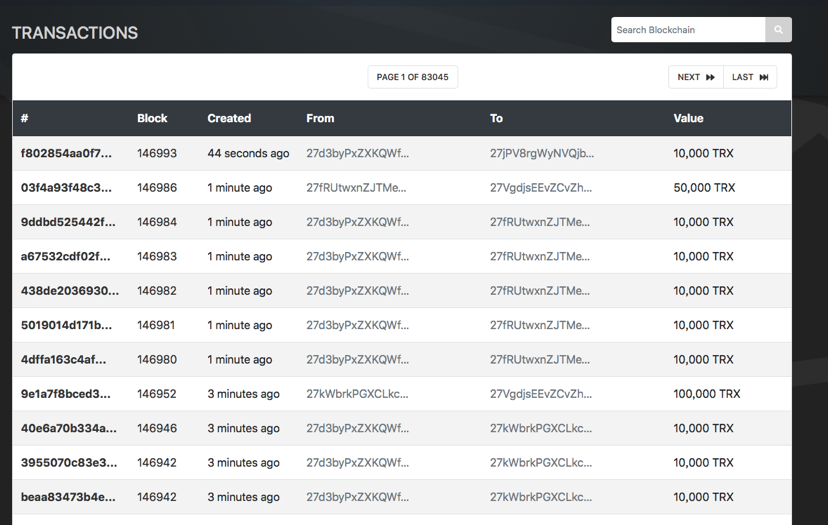 TRANSACTIONS
Search Blockchain
PAGE 1 OF 83045
NEXT
LAST
# Block Created From To Value
f802854aa0f7... 146993 44 seconds ago 27d3byPxZXKQWf... 27jPV8rgWyNVQjb... 10,000 TRX
03f4a93f48c3... 146986 1 minute ago 27fRUtwxnZJTMe... 27VgdjsEEvZCvZh... 50,000 TRX
9ddbd525442f... 146984 1 minute ago 27d3byPxZXKQWf... 27fRUtwxnZJTMe... 10,000 TRX
a67532cdf02f... 146983 1 minute ago 27d3byPxZXKQWf... 27fRUtwxnZJTMe... 10,000 TRX
438de2036930... 146982 1 minute ago 27d3byPxZXKQWf... 27fRUtwxnZJTMe... 10,000 TRX
5019014d171b... 146981 1 minute ago 27d3byPxZXKQWf... 27fRUtwxnZJTMe... 10,000 TRX
4dffa163c4af... 146980 1 minute ago 27d3byPxZXKQWf... 27fRUtwxnZJTMe... 10,000 TRX
9e1a7f8bced3... 146952 3 minutes ago 27kWbrkPGXCLkc... 27VgdjsEEvZCvZh... 100,000 TRX
40e6a70b334a... 146946 3 minutes ago 27d3byPxZXKQWf... 27kWbrkPGXCLkc... 10,000 TRX
3955070c83e3... 146942 3 minutes ago 27d3byPxZXKQWf... 27kWbrkPGXCLkc... 10,000 TRX
beaa83473b4e... 146942 3 minutes ago 27d3byPxZXKQWf... 27kWbrkPGXCLkc... 10,000 TRX